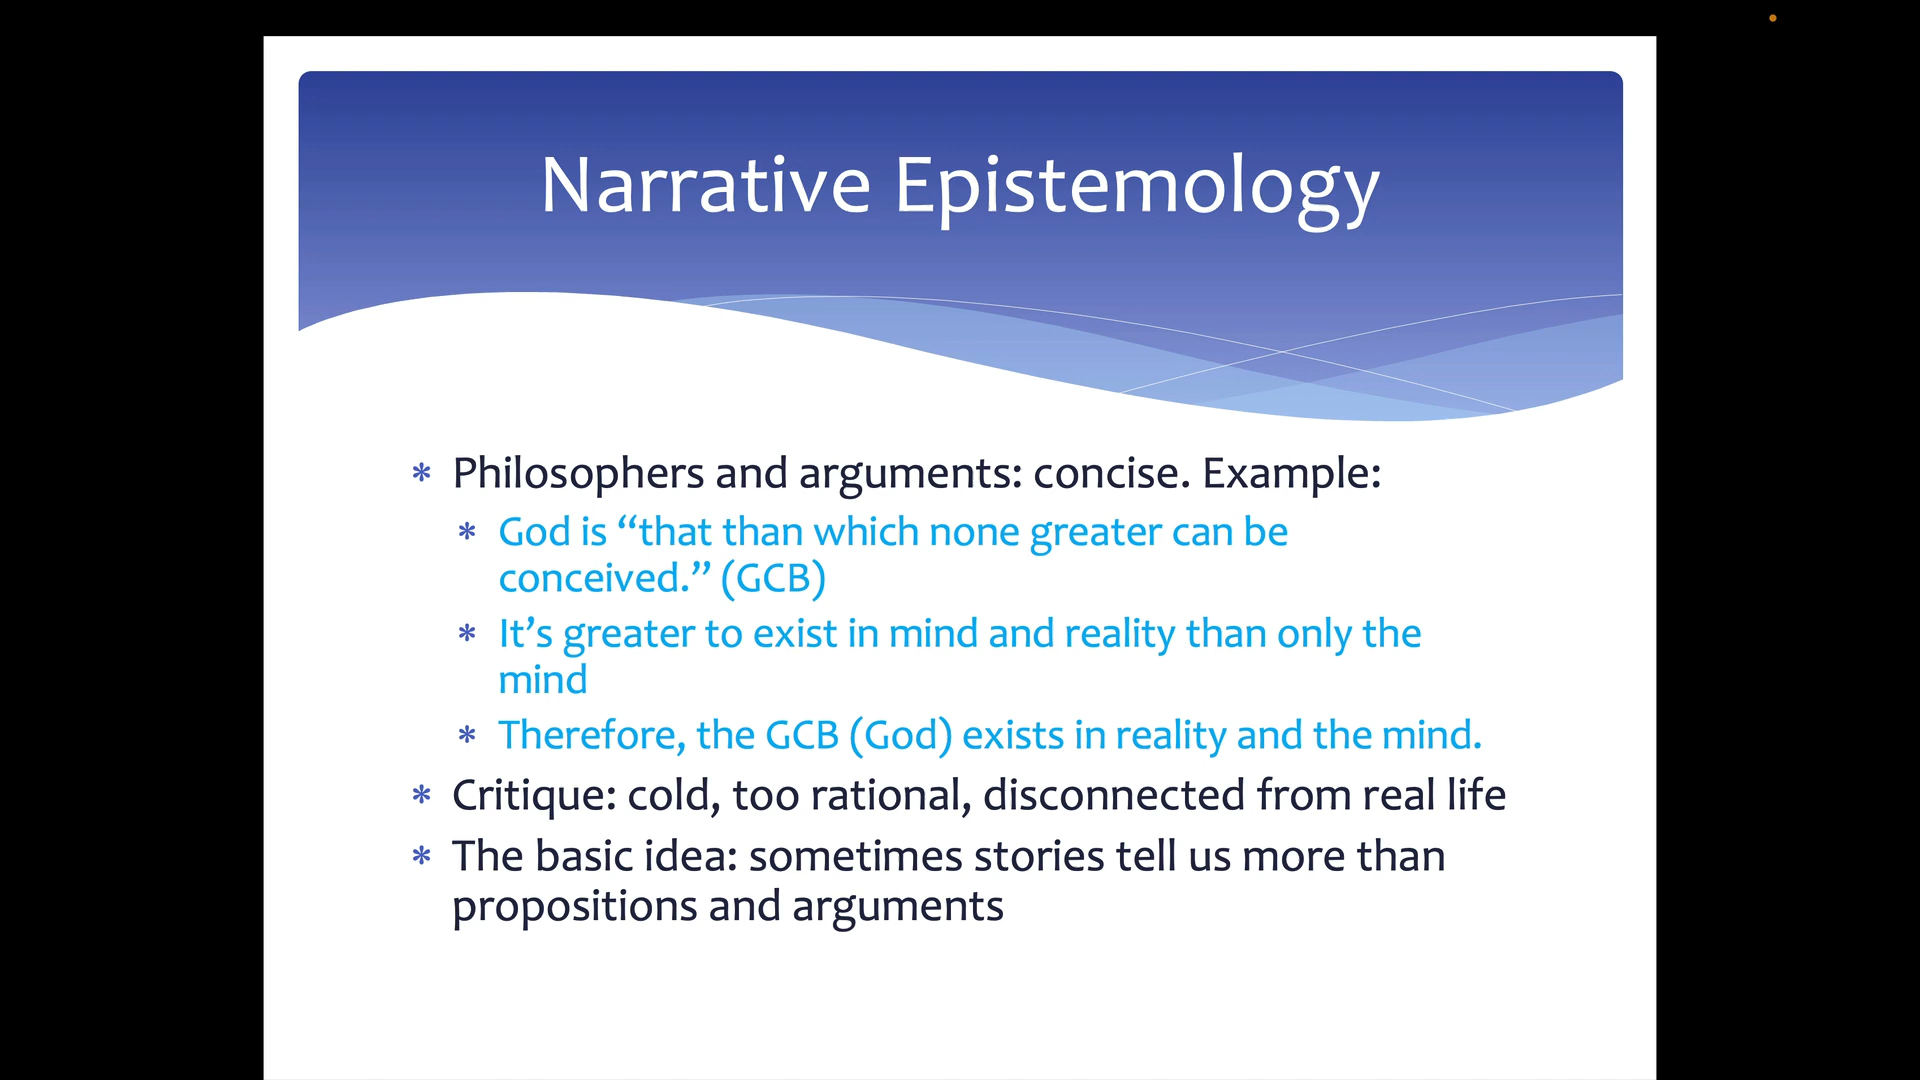 Narrative Epistemology
* Philosophers and arguments: concise. Example:
* God is “that than which none greater can be
conceived.” (GCB)
* It’s greater to exist in mind and reality than only the
mind
* Therefore, the GCB (God) exists in reality and the mind.
* Critique: cold, too rational, disconnected from real life
* The basic idea: sometimes stories tell us more than
propositions and arguments